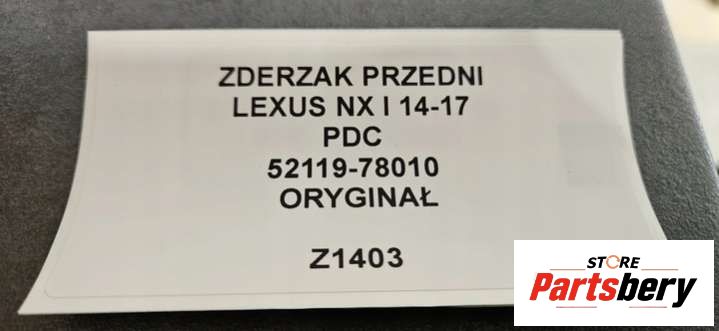 ZDERZAK PRZEDNI
LEXUS NX I 14-17
PDC
52119-78010
ORYGINAŁ
Z1403
STORE
Partsbery